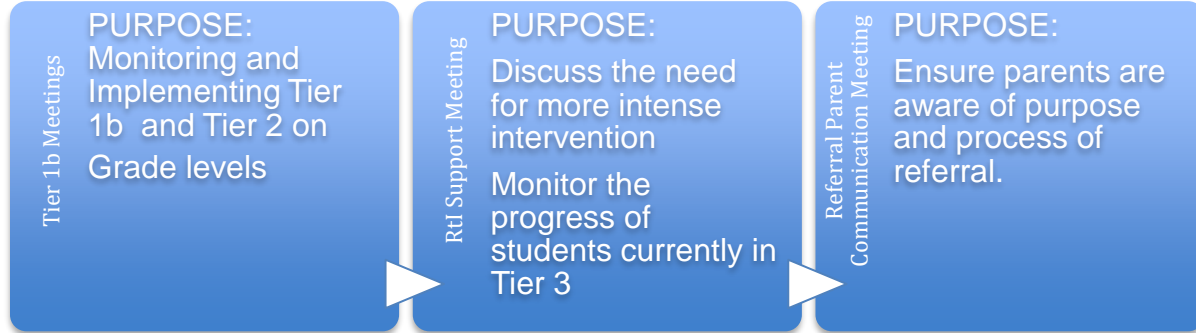 Tier 1b Meetings
PURPOSE:
Monitoring and
Implementing Tier
1b and Tier 2 on
Grade levels
RtI Support Meeting
PURPOSE:
Discuss the need
for more intense
intervention
Monitor the
progress of
students currently in
Tier 3
Referral Parent
Communication Meeting
PURPOSE:
Ensure parents are
aware of purpose
and process of
referral.